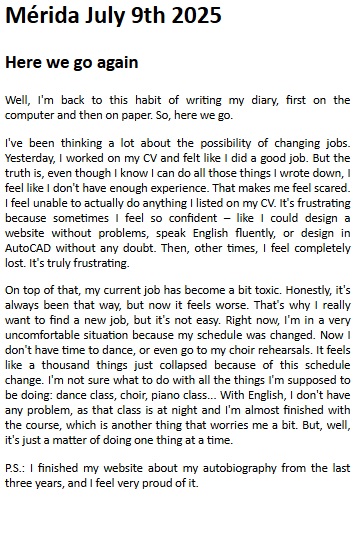 Mérida July 9th 2025
Here we go again
Well, I'm back to this habit of writing my diary, first on the
computer and then on paper. So, here we go.
I've been thinking a lot about the possibility of changing jobs.
Yesterday, I worked on my CV and felt like I did a good job. But the
truth is, even though I know I can do all those things I wrote down, I
feel like I don't have enough experience. That makes me feel scared.
I feel unable to actually do anything I listed on my CV. It's frustrating
because sometimes I feel so confident – like I could design a
website without problems, speak English fluently, or design in
AutoCAD without any doubt. Then, other times, I feel completely
lost. It's truly frustrating.
On top of that, my current job has become a bit toxic. Honestly, it's
always been that way, but now it feels worse. That's why I really
want to find a new job, but it's not easy. Right now, I'm in a very
uncomfortable situation because my schedule was changed. Now I
don't have time to dance, or even go to my choir rehearsals. It feels
like a thousand things just collapsed because of this schedule
change. I'm not sure what to do with all the things I'm supposed to
be doing: dance class, choir, piano class... With English, I don't have
any problem, as that class is at night and I'm almost finished with
the course, which is another thing that worries me a bit. But, well,
it's just a matter of doing one thing at a time.
P.S.: I finished my website about my autobiography from the last
three years, and I feel very proud of it.